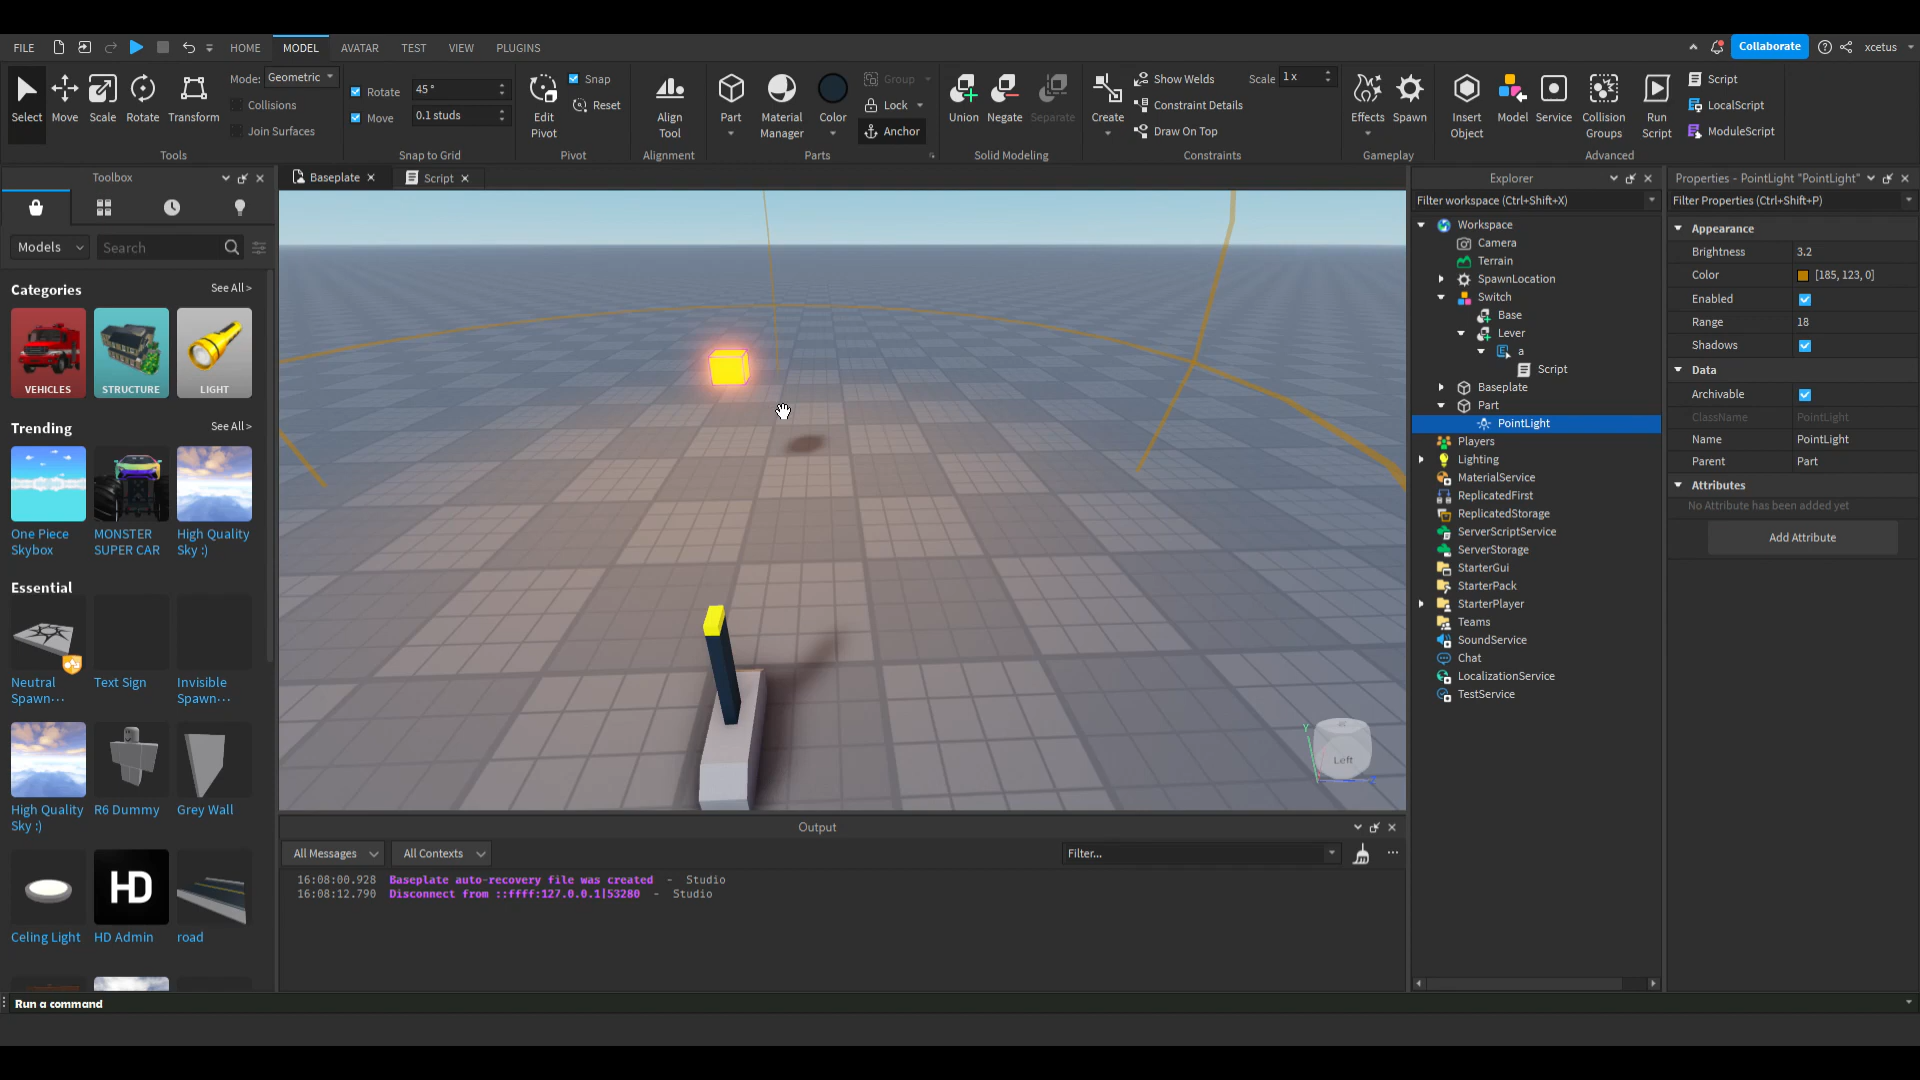 FILE HOME MODEL AVATAR TEST VIEW PLUGINS Collaborate xcetus
Select Move Scale Rotate Transform
Mode: Geometric
Collisions
Join Surfaces
Tools
Rotate 45 °
Move 0.1 studs
Snap to Grid
Edit Pivot
Snap
Reset
Pivot
Align Tool
Alignment
Part
Material Manager
Color
Group
Lock
Anchor
Parts
Union Negate Separate
Solid Modeling
Create
Show Welds
Constraint Details
Draw On Top
Scale 1 x
Constraints
Effects Spawn
Gameplay
Insert Object
Model
Service
Collision Groups
Run Script
Script
LocalScript
ModuleScript
Advanced
Toolbox
Models Search
Categories See All >
VEHICLES STRUCTURE LIGHT
Trending See All >
One Piece Skybox
MONSTER SUPER CAR
High Quality Sky :)
Essential
Neutral Spawn···
Text Sign
Invisible Spawn···
High Quality Sky :)
R6 Dummy
Grey Wall
HD
Celing Light
HD Admin
road
Baseplate
Script
Y
Left
Z
Output
All Messages All Contexts Filter...
16:08:00.928 Baseplate auto-recovery file was created - Studio
16:08:12.790 Disconnect from ::ffff:127.0.0.1|53280 - Studio
Explorer
Filter workspace (Ctrl+Shift+X)
Workspace
Camera
Terrain
SpawnLocation
Switch
Base
Lever
a
Script
Baseplate
Part
PointLight
Players
Lighting
MaterialService
ReplicatedFirst
ReplicatedStorage
ServerScriptService
ServerStorage
StarterGui
StarterPack
StarterPlayer
Teams
SoundService
Chat
LocalizationService
TestService
Properties - PointLight "PointLight"
Filter Properties (Ctrl+Shift+P)
Appearance
Brightness 3.2
Color [185, 123, 0]
Enabled
Range 18
Shadows
Data
Archivable
ClassName PointLight
Name PointLight
Parent Part
Attributes
No Attribute has been added yet
Add Attribute
Run a command